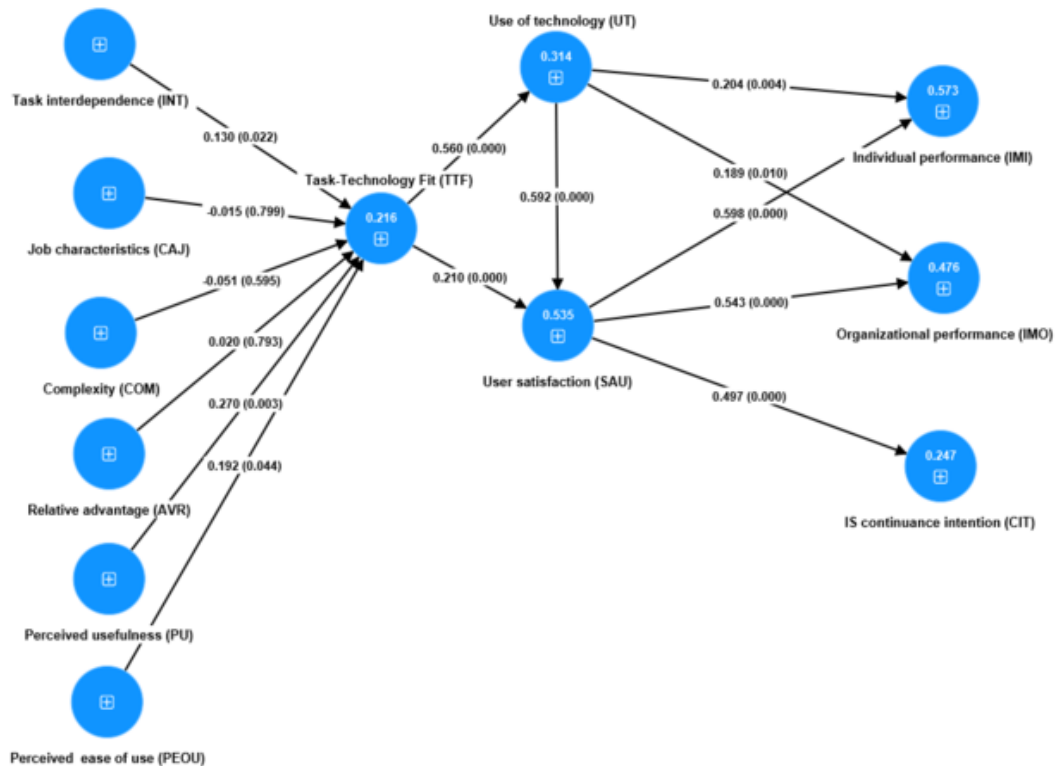 Use of technology (UT)
0.314
0.204 (0.004)
0.573
Task interdependence (INT)
0.130 (0.022)
0.560 (0.000)
Individual performance (IMI)
0.189 (0.010)
Task-Technology Fit (TTF)
0.592 (0.000)
0.598 (0.000)
-0.015 (0.799)
0.216
Job characteristics (CAJ)
-0.051 (0.595)
0.210 (0.000)
0.476
0.543 (0.000)
0.535
Organizational performance (IMO)
0.020 (0.793)
Complexity (COM)
User satisfaction (SAU)
0.497 (0.000)
0.270 (0.003)
0.247
0.192 (0.044)
Relative advantage (AVR)
IS continuance intention (CIT)
Perceived usefulness (PU)
Perceived ease of use (PEOU)